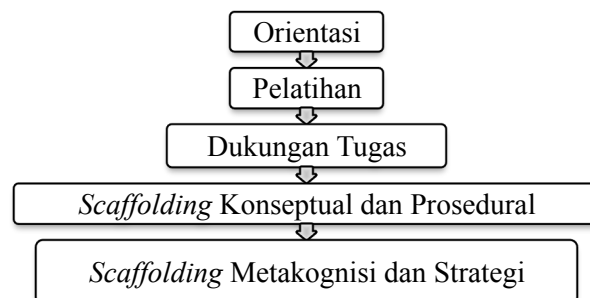 Orientasi
Pelatihan
Dukungan Tugas
Scaffolding Konseptual dan Prosedural
Scaffolding Metakognisi dan Strategi